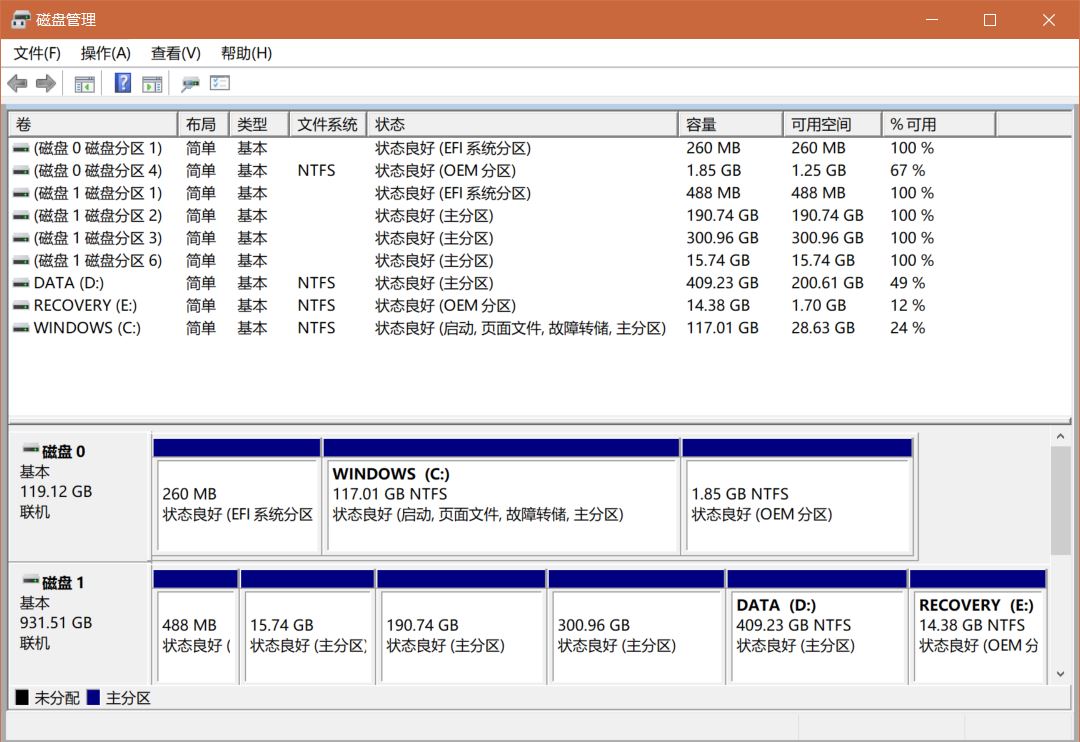 磁盘管理
文件(F) 操作(A) 查看(V) 帮助(H)
卷 布局 类型 文件系统 状态 容量 可用空间 % 可用
(磁盘 0 磁盘分区 1) 简单 基本 状态良好 (EFI 系统分区) 260 MB 260 MB 100 %
(磁盘 0 磁盘分区 4) 简单 基本 NTFS 状态良好 (OEM 分区) 1.85 GB 1.25 GB 67 %
(磁盘 1 磁盘分区 1) 简单 基本 状态良好 (EFI 系统分区) 488 MB 488 MB 100 %
(磁盘 1 磁盘分区 2) 简单 基本 状态良好 (主分区) 190.74 GB 190.74 GB 100 %
(磁盘 1 磁盘分区 3) 简单 基本 状态良好 (主分区) 300.96 GB 300.96 GB 100 %
(磁盘 1 磁盘分区 6) 简单 基本 状态良好 (主分区) 15.74 GB 15.74 GB 100 %
DATA (D:) 简单 基本 NTFS 状态良好 (主分区) 409.23 GB 200.61 GB 49 %
RECOVERY (E:) 简单 基本 NTFS 状态良好 (OEM 分区) 14.38 GB 1.70 GB 12 %
WINDOWS (C:) 简单 基本 NTFS 状态良好 (启动, 页面文件, 故障转储, 主分区) 117.01 GB 28.63 GB 24 %
磁盘 0
基本
119.12 GB
联机
260 MB
状态良好 (EFI 系统分区
WINDOWS (C:)
117.01 GB NTFS
状态良好 (启动, 页面文件, 故障转储, 主分区)
1.85 GB NTFS
状态良好 (OEM 分区)
磁盘 1
基本
931.51 GB
联机
488 MB
状态良好 (
15.74 GB
状态良好 (主分区)
190.74 GB
状态良好 (主分区)
300.96 GB
状态良好 (主分区)
DATA (D:)
409.23 GB NTFS
状态良好 (主分区)
RECOVERY (E:)
14.38 GB NTFS
状态良好 (OEM 分
未分配 主分区